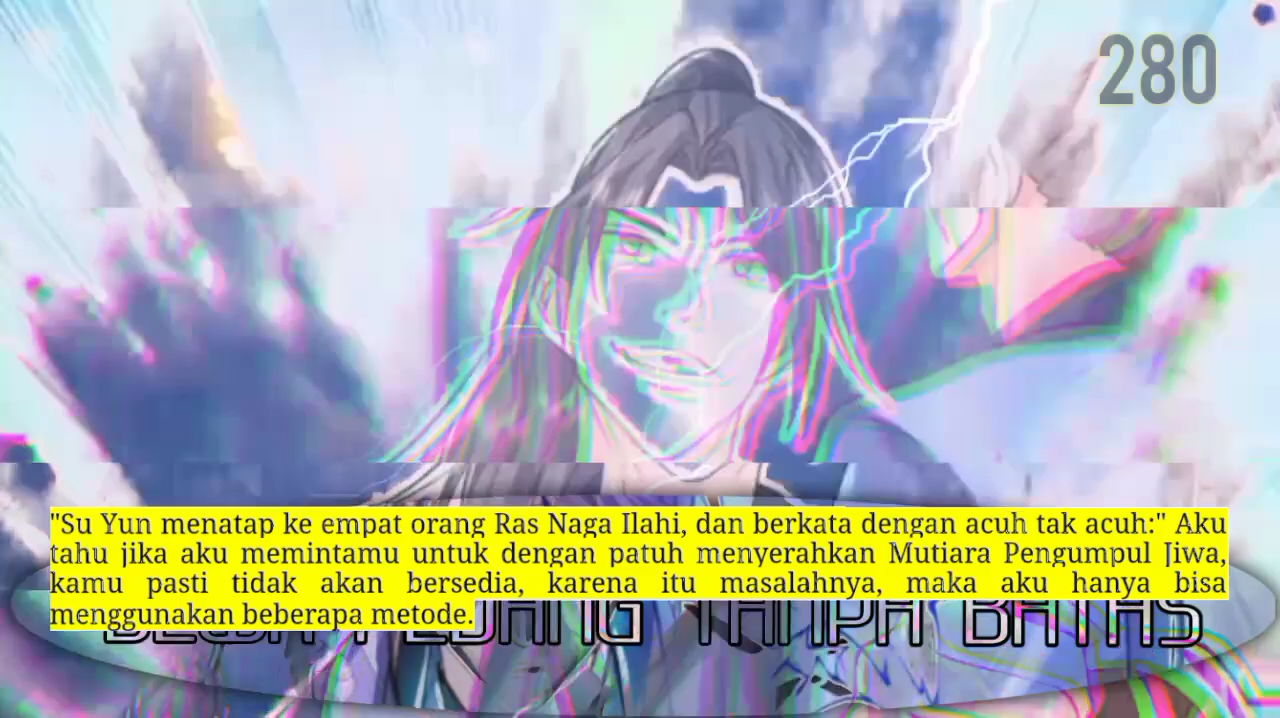 280
"Su Yun menatap ke empat orang Ras Naga Ilahi, dan berkata dengan acuh tak acuh:" Aku
tahu jika aku memintamu untuk dengan patuh menyerahkan Mutiara Pengumpul Jiwa,
kamu pasti tidak akan bersedia, karena itu masalahnya, maka aku hanya bisa
menggunakan beberapa metode.
TANPA BATAS